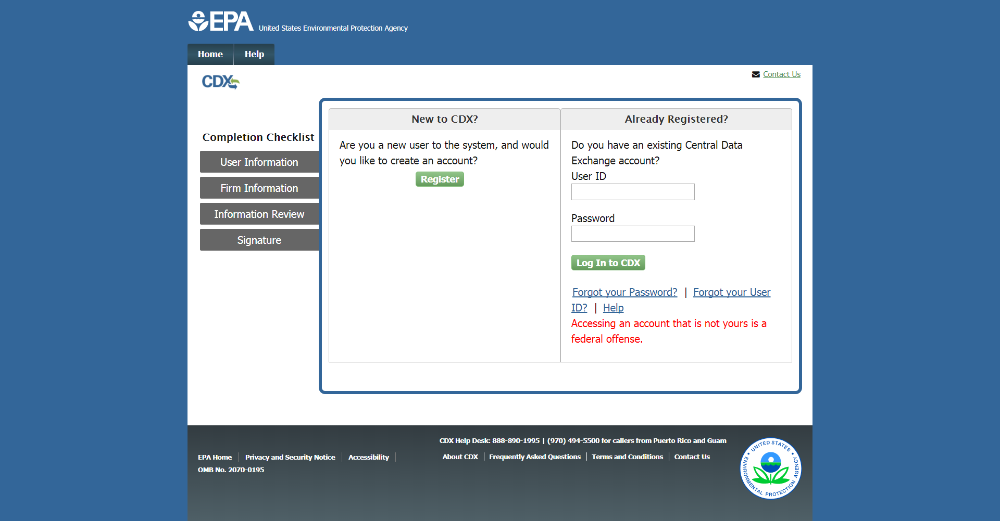 EPA United States Environmental Protection Agency
Home Help
CDX
Contact Us
Completion Checklist
User Information
Firm Information
Information Review
Signature
New to CDX?
Are you a new user to the system, and would
you like to create an account?
Register
Already Registered?
Do you have an existing Central Data
Exchange account?
User ID
Password
Log In to CDX
Forgot your Password? | Forgot your User
ID? | Help
Accessing an account that is not yours is a
federal offense.
EPA Home | Privacy and Security Notice | Accessibility |
OMB No. 2070-0195
CDX Help Desk: 888-890-1995 | (970) 494-5500 for callers from Puerto Rico and Guam
About CDX | Frequently Asked Questions | Terms and Conditions | Contact Us
UNITED STATES
ENVIRONMENTAL PROTECTION AGENCY